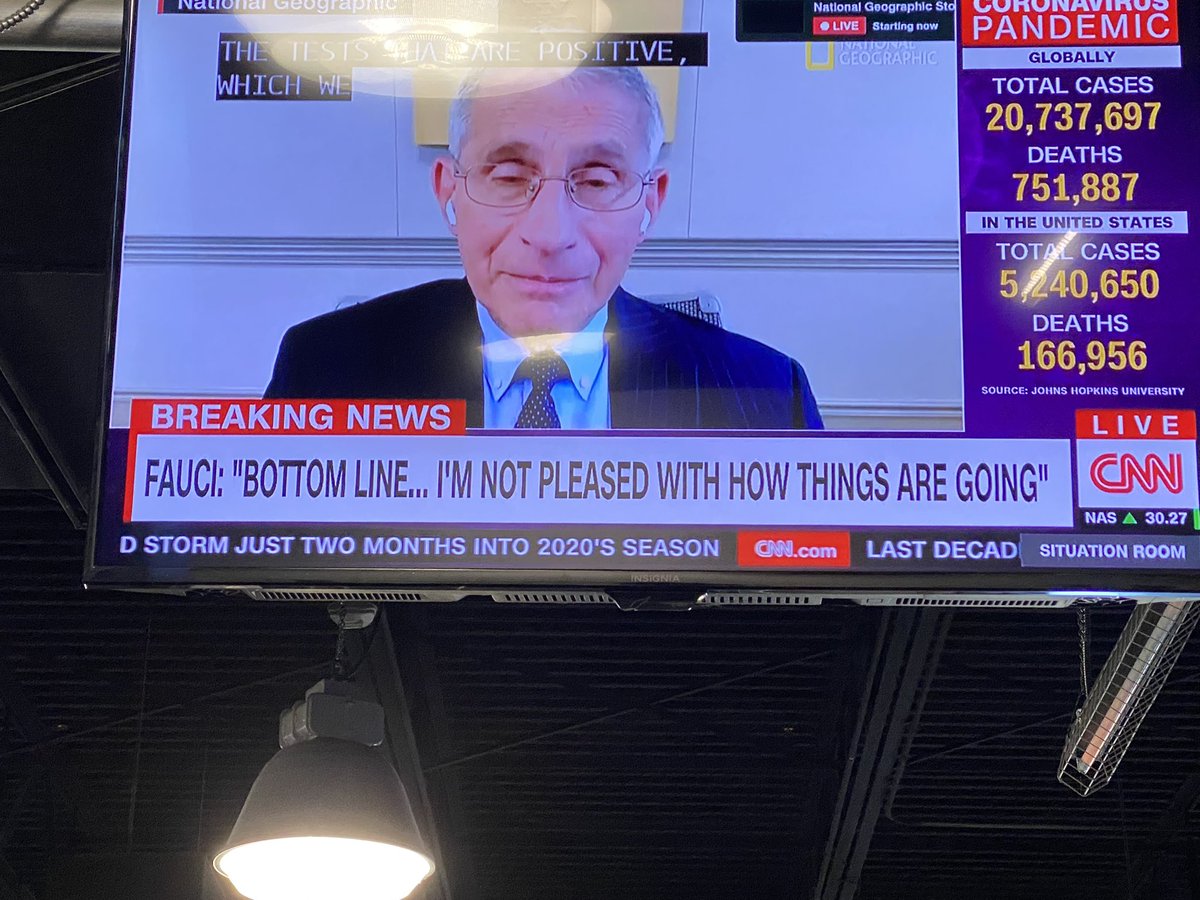 National Geographic
THE TESTS THAT ARE POSITIVE,
WHICH WE
National Geographic Sto
LIVE Starting now
NATIONAL
GEOGRAPHIC
CORONAVIRUS
PANDEMIC
GLOBALLY
TOTAL CASES
20,737,697
DEATHS
751,887
IN THE UNITED STATES
TOTAL CASES
5,240,650
DEATHS
166,956
SOURCE: JOHNS HOPKINS UNIVERSITY
BREAKING NEWS
FAUCI: "BOTTOM LINE... I'M NOT PLEASED WITH HOW THINGS ARE GOING"
LIVE
CNN
NAS ▲ 30.27
D STORM JUST TWO MONTHS INTO 2020'S SEASON CNN.com LAST DECAD SITUATION ROOM
INSIGNIA